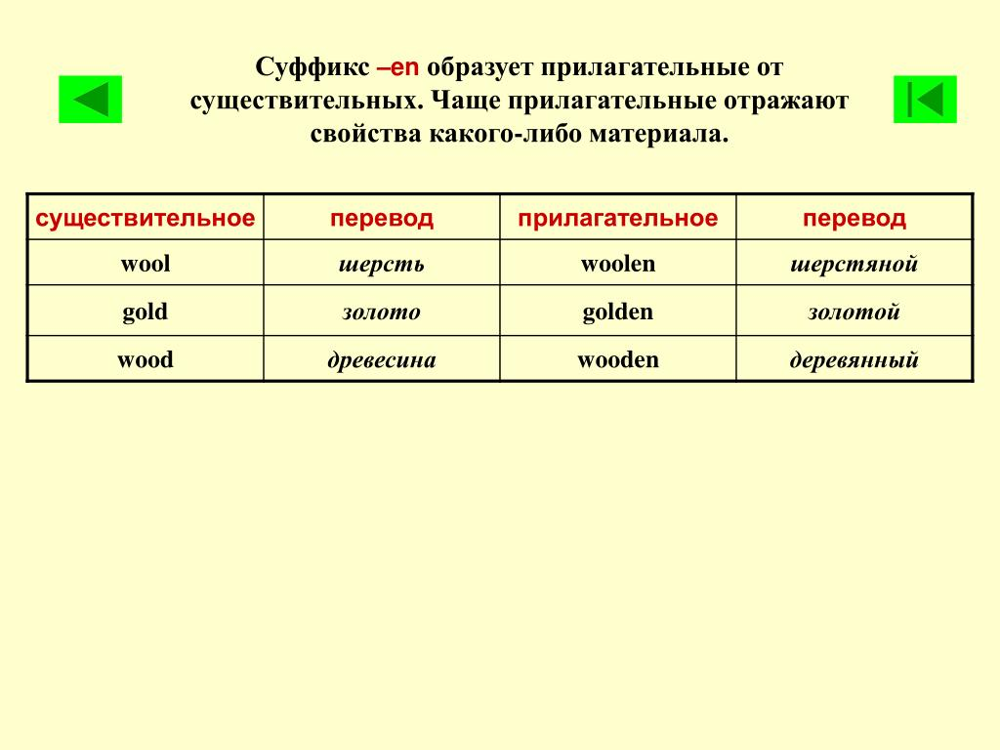 Суффикс –en образует прилагательные от
существительных. Чаще прилагательные отражают
свойства какого-либо материала.
существительное перевод прилагательное перевод
wool шерсть woolen шерстяной
gold золото golden золотой
wood древесина wooden деревянный